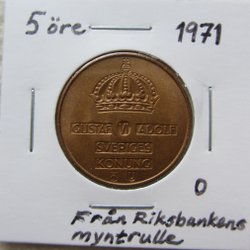 5 öre 1971
GUSTAF VI ADOLF
SVERIGES
KONUNG
0
Från Riksbankens
myntrulle